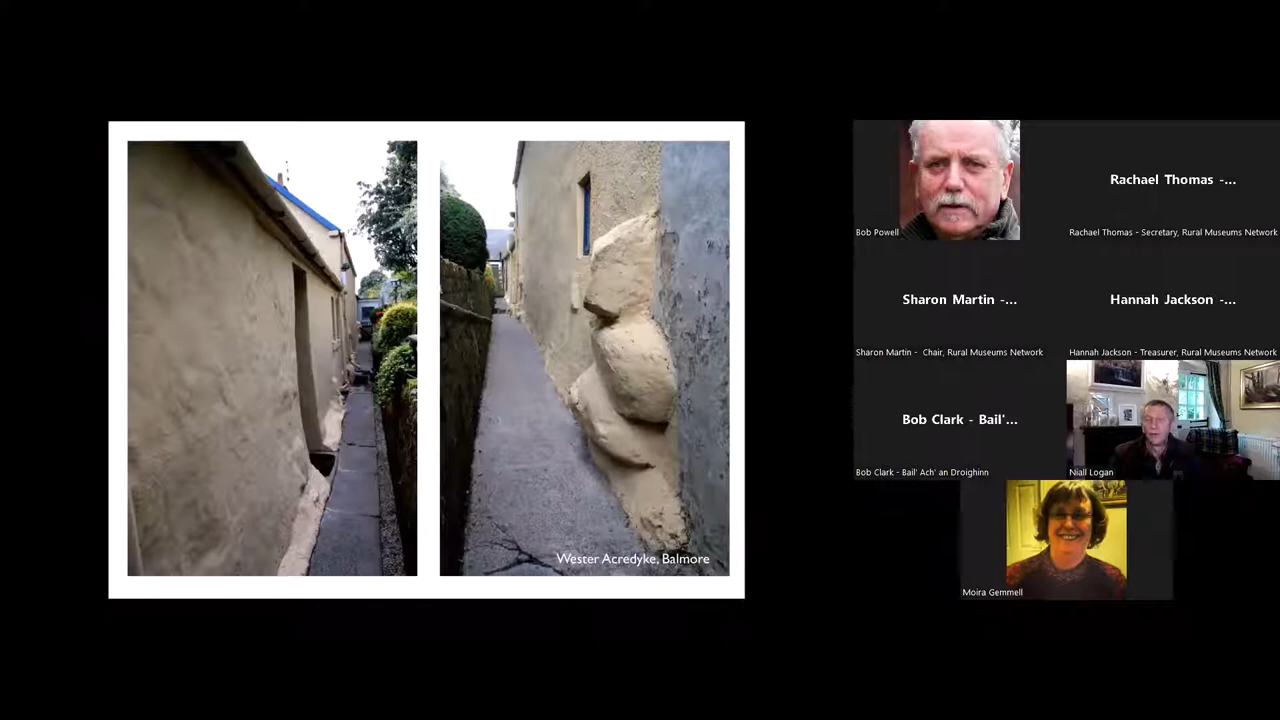 Wester Acredyke, Balmore
Bob Powell
Rachael Thomas -...
Rachael Thomas - Secretary, Rural Museums Network
Sharon Martin -...
Sharon Martin - Chair, Rural Museums Network
Hannah Jackson -...
Hannah Jackson - Treasurer, Rural Museums Network
Bob Clark - Bail'...
Bob Clark - Bail' Ach' an Droighinn
Niall Logan
Moira Gemmell